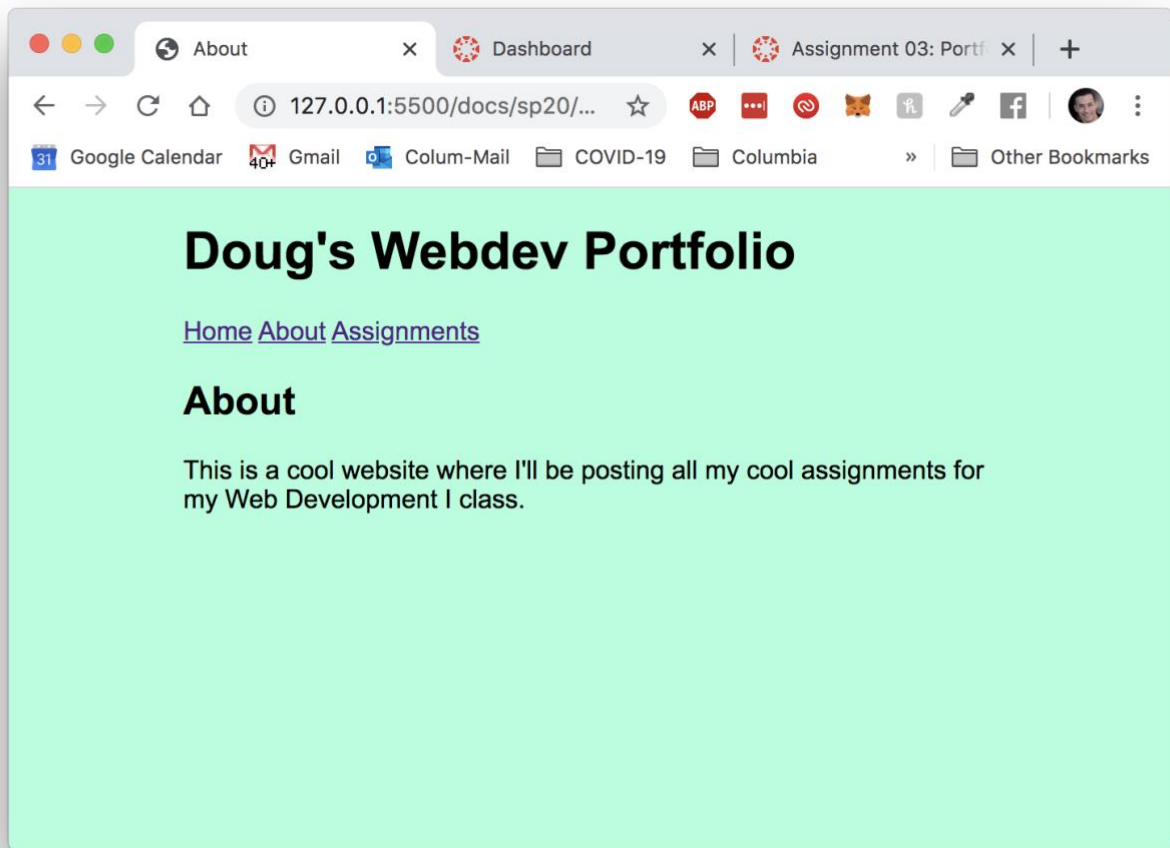 About Dashboard Assignment 03: Portf
127.0.0.1:5500/docs/sp20/... ABP
31 Google Calendar 40+ Gmail Colum-Mail COVID-19 Columbia » Other Bookmarks
Doug's Webdev Portfolio
Home About Assignments
About
This is a cool website where I'll be posting all my cool assignments for
my Web Development I class.